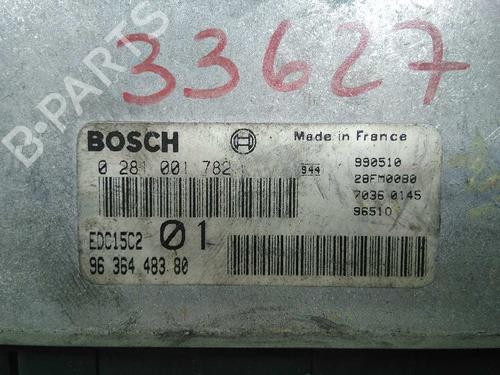 33627
B-PARTS
BOSCH
Made in France
0 281 001 782
944
990510
28FM0080
7036 0145
96510
EDC15C2 01
96 364 483 80